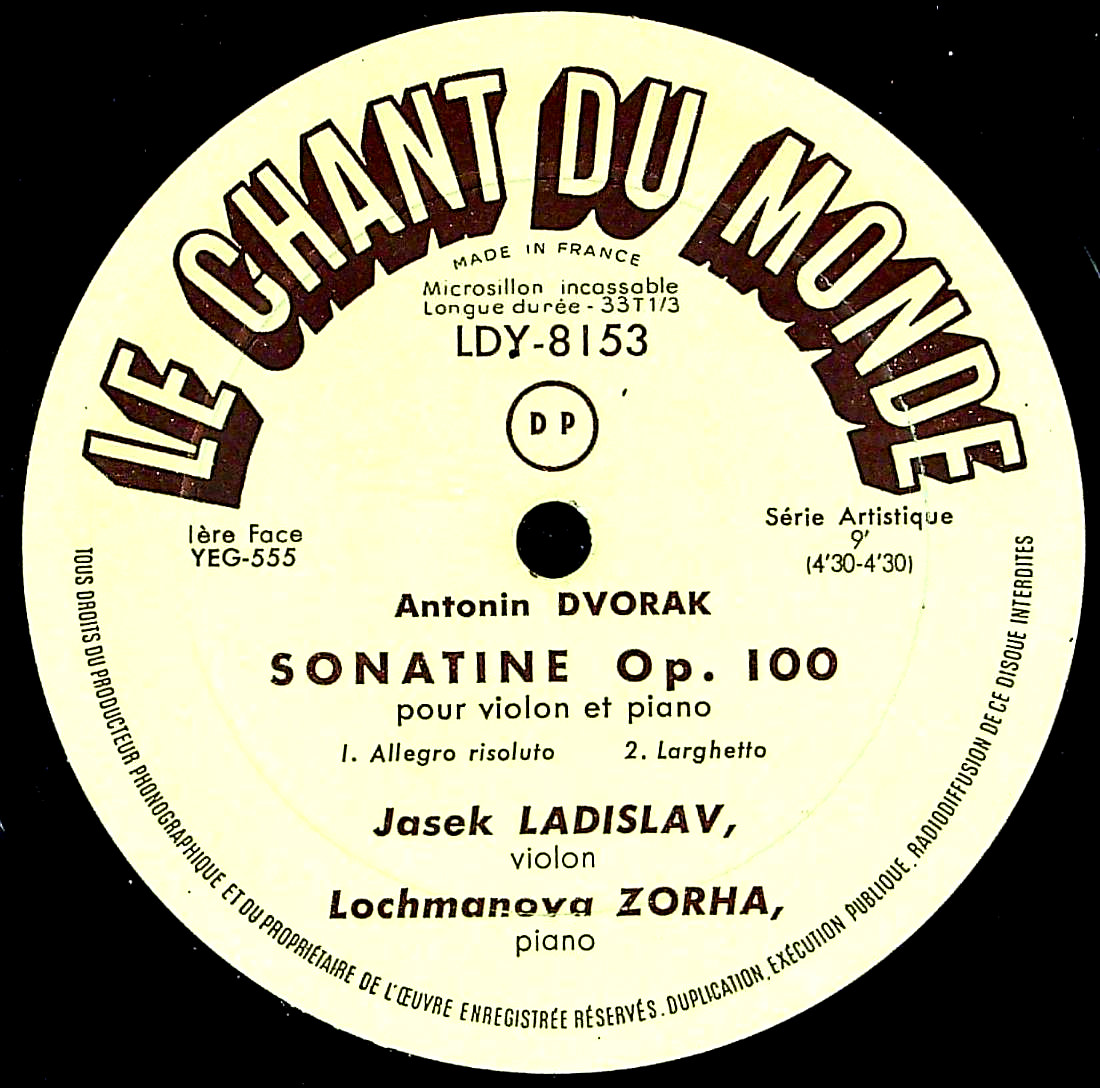 LE CHANT DU MONDE
MADE IN FRANCE
Microsillon incassable
Longue durée - 33T1/3
LDY-8153
D P
1ère Face
YEG-555
Série Artistique
9'
(4'30-4'30)
Antonin DVORAK
SONATINE Op. 100
pour violon et piano
1. Allegro risoluto 2. Larghetto
Jasek LADISLAV,
violon
Lochmanova ZORHA,
piano
TOUS DROITS DU PRODUCTEUR PHONOGRAPHIQUE ET DU PROPRIÉTAIRE DE L'ŒUVRE ENREGISTRÉE RÉSERVÉS. DUPLICATION, EXÉCUTION PUBLIQUE, RADIODIFFUSION DE CE DISQUE INTERDITES